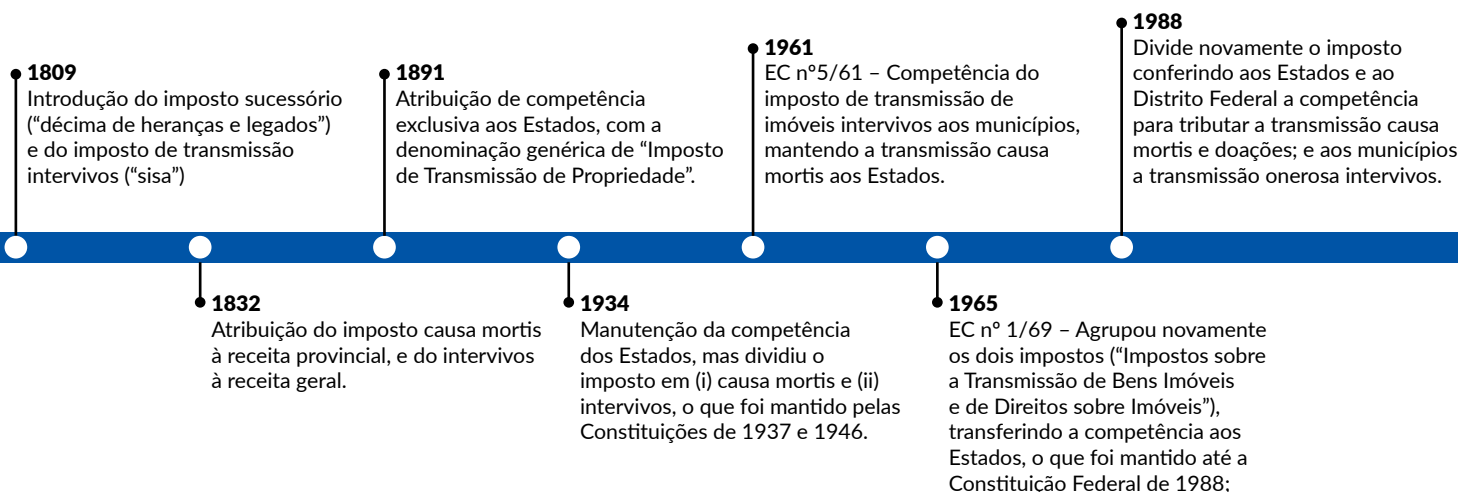 1809
Introdução do imposto sucessório
(“décima de heranças e legados”)
e do imposto de transmissão
intervivos (“sisa”)
1832
Atribuição do imposto causa mortis
à receita provincial, e do intervivos
à receita geral.
1891
Atribuição de competência
exclusiva aos Estados, com a
denominação genérica de “Imposto
de Transmissão de Propriedade”.
1934
Manutenção da competência
dos Estados, mas dividiu o
imposto em (i) causa mortis e (ii)
intervivos, o que foi mantido pelas
Constituições de 1937 e 1946.
1961
EC nº5/61 – Competência do
imposto de transmissão de
imóveis intervivos aos municípios,
mantendo a transmissão causa
mortis aos Estados.
1965
EC nº 1/69 – Agrupou novamente
os dois impostos (“Impostos sobre
a Transmissão de Bens Imóveis
e de Direitos sobre Imóveis”),
transferindo a competência aos
Estados, o que foi mantido até a
Constituição Federal de 1988;
1988
Divide novamente o imposto
conferindo aos Estados e ao
Distrito Federal a competência
para tributar a transmissão causa
mortis e doações; e aos municípios
a transmissão onerosa intervivos.